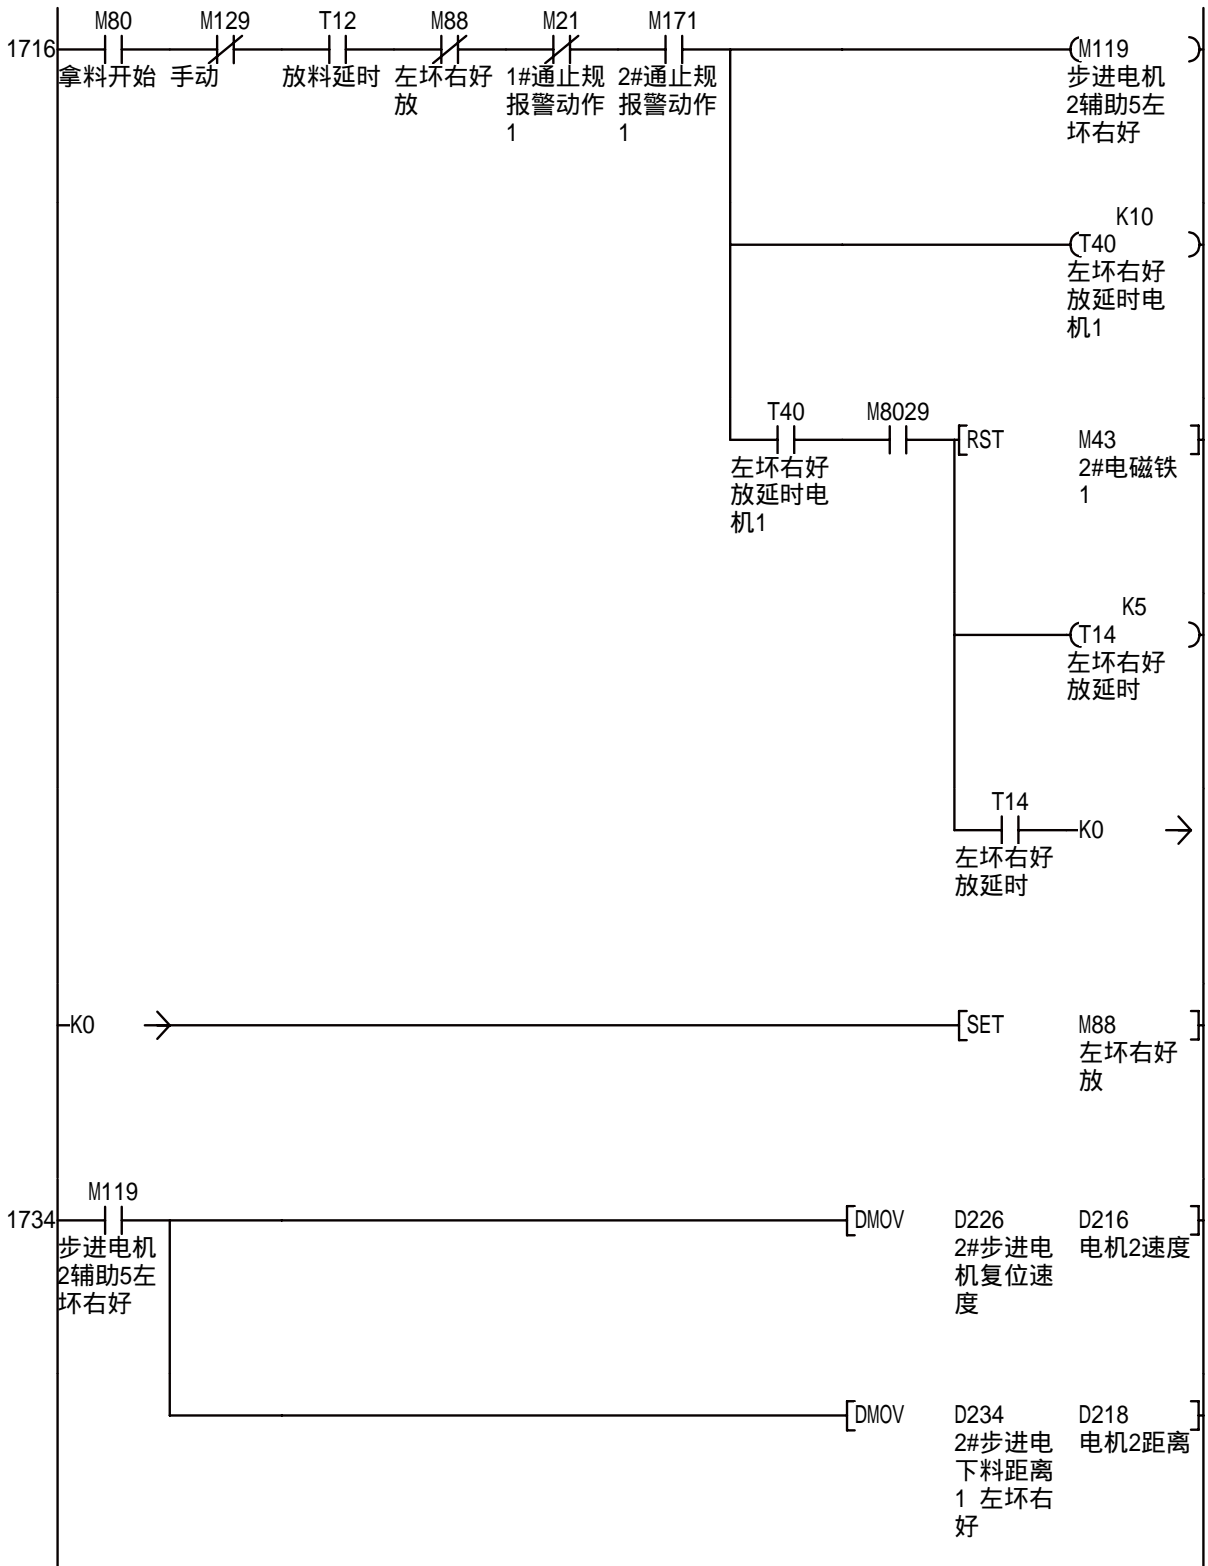 M80 M129 T12 M88 M21 M171
1716 (M119 )
拿料开始 手动 放料延时 左坏右好 1#通止规 2#通止规 步进电机
放 报警动作 报警动作 2辅助5左
1 1 坏右好
K10
(T40 )
左坏右好
放延时电
机1
T40 M8029
[RST M43 ]
左坏右好 2#电磁铁
放延时电 1
机1
K5
(T14 )
左坏右好
放延时
T14
K0
左坏右好
放延时
K0 [SET M88 ]
左坏右好
放
M119
1734 [DMOV D226 D216 ]
步进电机 2#步进电 电机2速度
2辅助5左 机复位速
坏右好 度
[DMOV D234 D218 ]
2#步进电 电机2距离
下料距离
1 左坏右
好